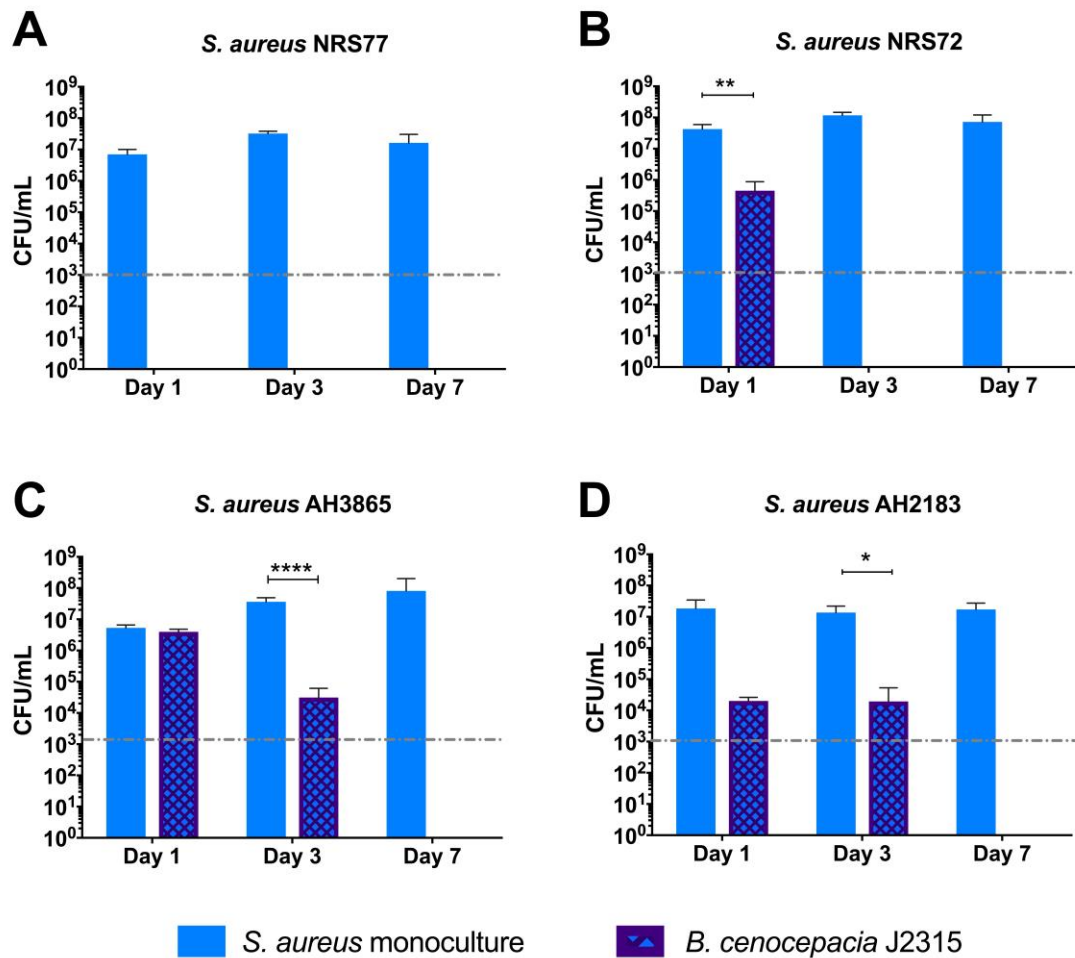 A
S. aureus NRS77
CFU/mL
10⁹
10⁸
10⁷
10⁶
10⁵
10⁴
10³
10²
10¹
10⁰
Day 1 Day 3 Day 7
B
S. aureus NRS72
**
CFU/mL
10⁹
10⁸
10⁷
10⁶
10⁵
10⁴
10³
10²
10¹
10⁰
Day 1 Day 3 Day 7
C
S. aureus AH3865
****
CFU/mL
10⁹
10⁸
10⁷
10⁶
10⁵
10⁴
10³
10²
10¹
10⁰
Day 1 Day 3 Day 7
D
S. aureus AH2183
*
CFU/mL
10⁹
10⁸
10⁷
10⁶
10⁵
10⁴
10³
10²
10¹
10⁰
Day 1 Day 3 Day 7
S. aureus monoculture
B. cenocepacia J2315